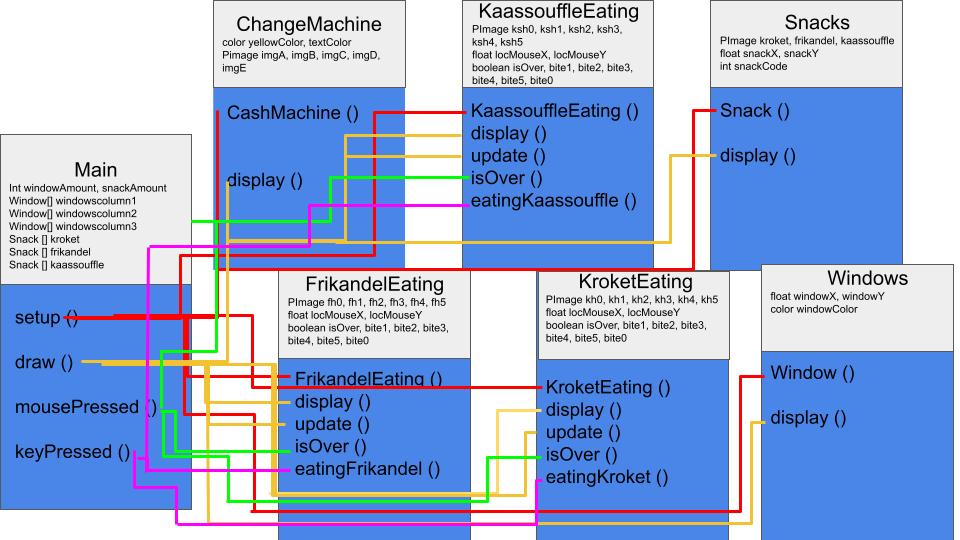 ChangeMachine
color yellowColor, textColor
Pimage imgA, imgB, imgC, imgD,
imgE
CashMachine ()
display ()
KaassouffleEating
PImage ksh0, ksh1, ksh2, ksh3,
ksh4, ksh5
float locMouseX, locMouseY
boolean isOver, bite1, bite2, bite3,
bite4, bite5, bite0
KaassouffleEating ()
display ()
update ()
isOver ()
eatingKaassouffle ()
Snacks
PImage kroket, frikandel, kaassouffle
float snackX, snackY
int snackCode
Snack ()
display ()
Main
Int windowAmount, snackAmount
Window[] windowscolumn1
Window[] windowscolumn2
Window[] windowscolumn3
Snack [] kroket
Snack [] frikandel
Snack [] kaassouffle
setup ()
draw ()
mousePressed ()
keyPressed ()
FrikandelEating
PImage fh0, fh1, fh2, fh3, fh4, fh5
float locMouseX, locMouseY
boolean isOver, bite1, bite2, bite3,
bite4, bite5, bite0
FrikandelEating ()
display ()
update ()
isOver ()
eatingFrikandel ()
KroketEating
PImage kh0, kh1, kh2, kh3, kh4, kh5
float locMouseX, locMouseY
boolean isOver, bite1, bite2, bite3,
bite4, bite5, bite0
KroketEating ()
display ()
update ()
isOver ()
eatingKroket ()
Windows
float windowX, windowY
color windowColor
Window ()
display ()